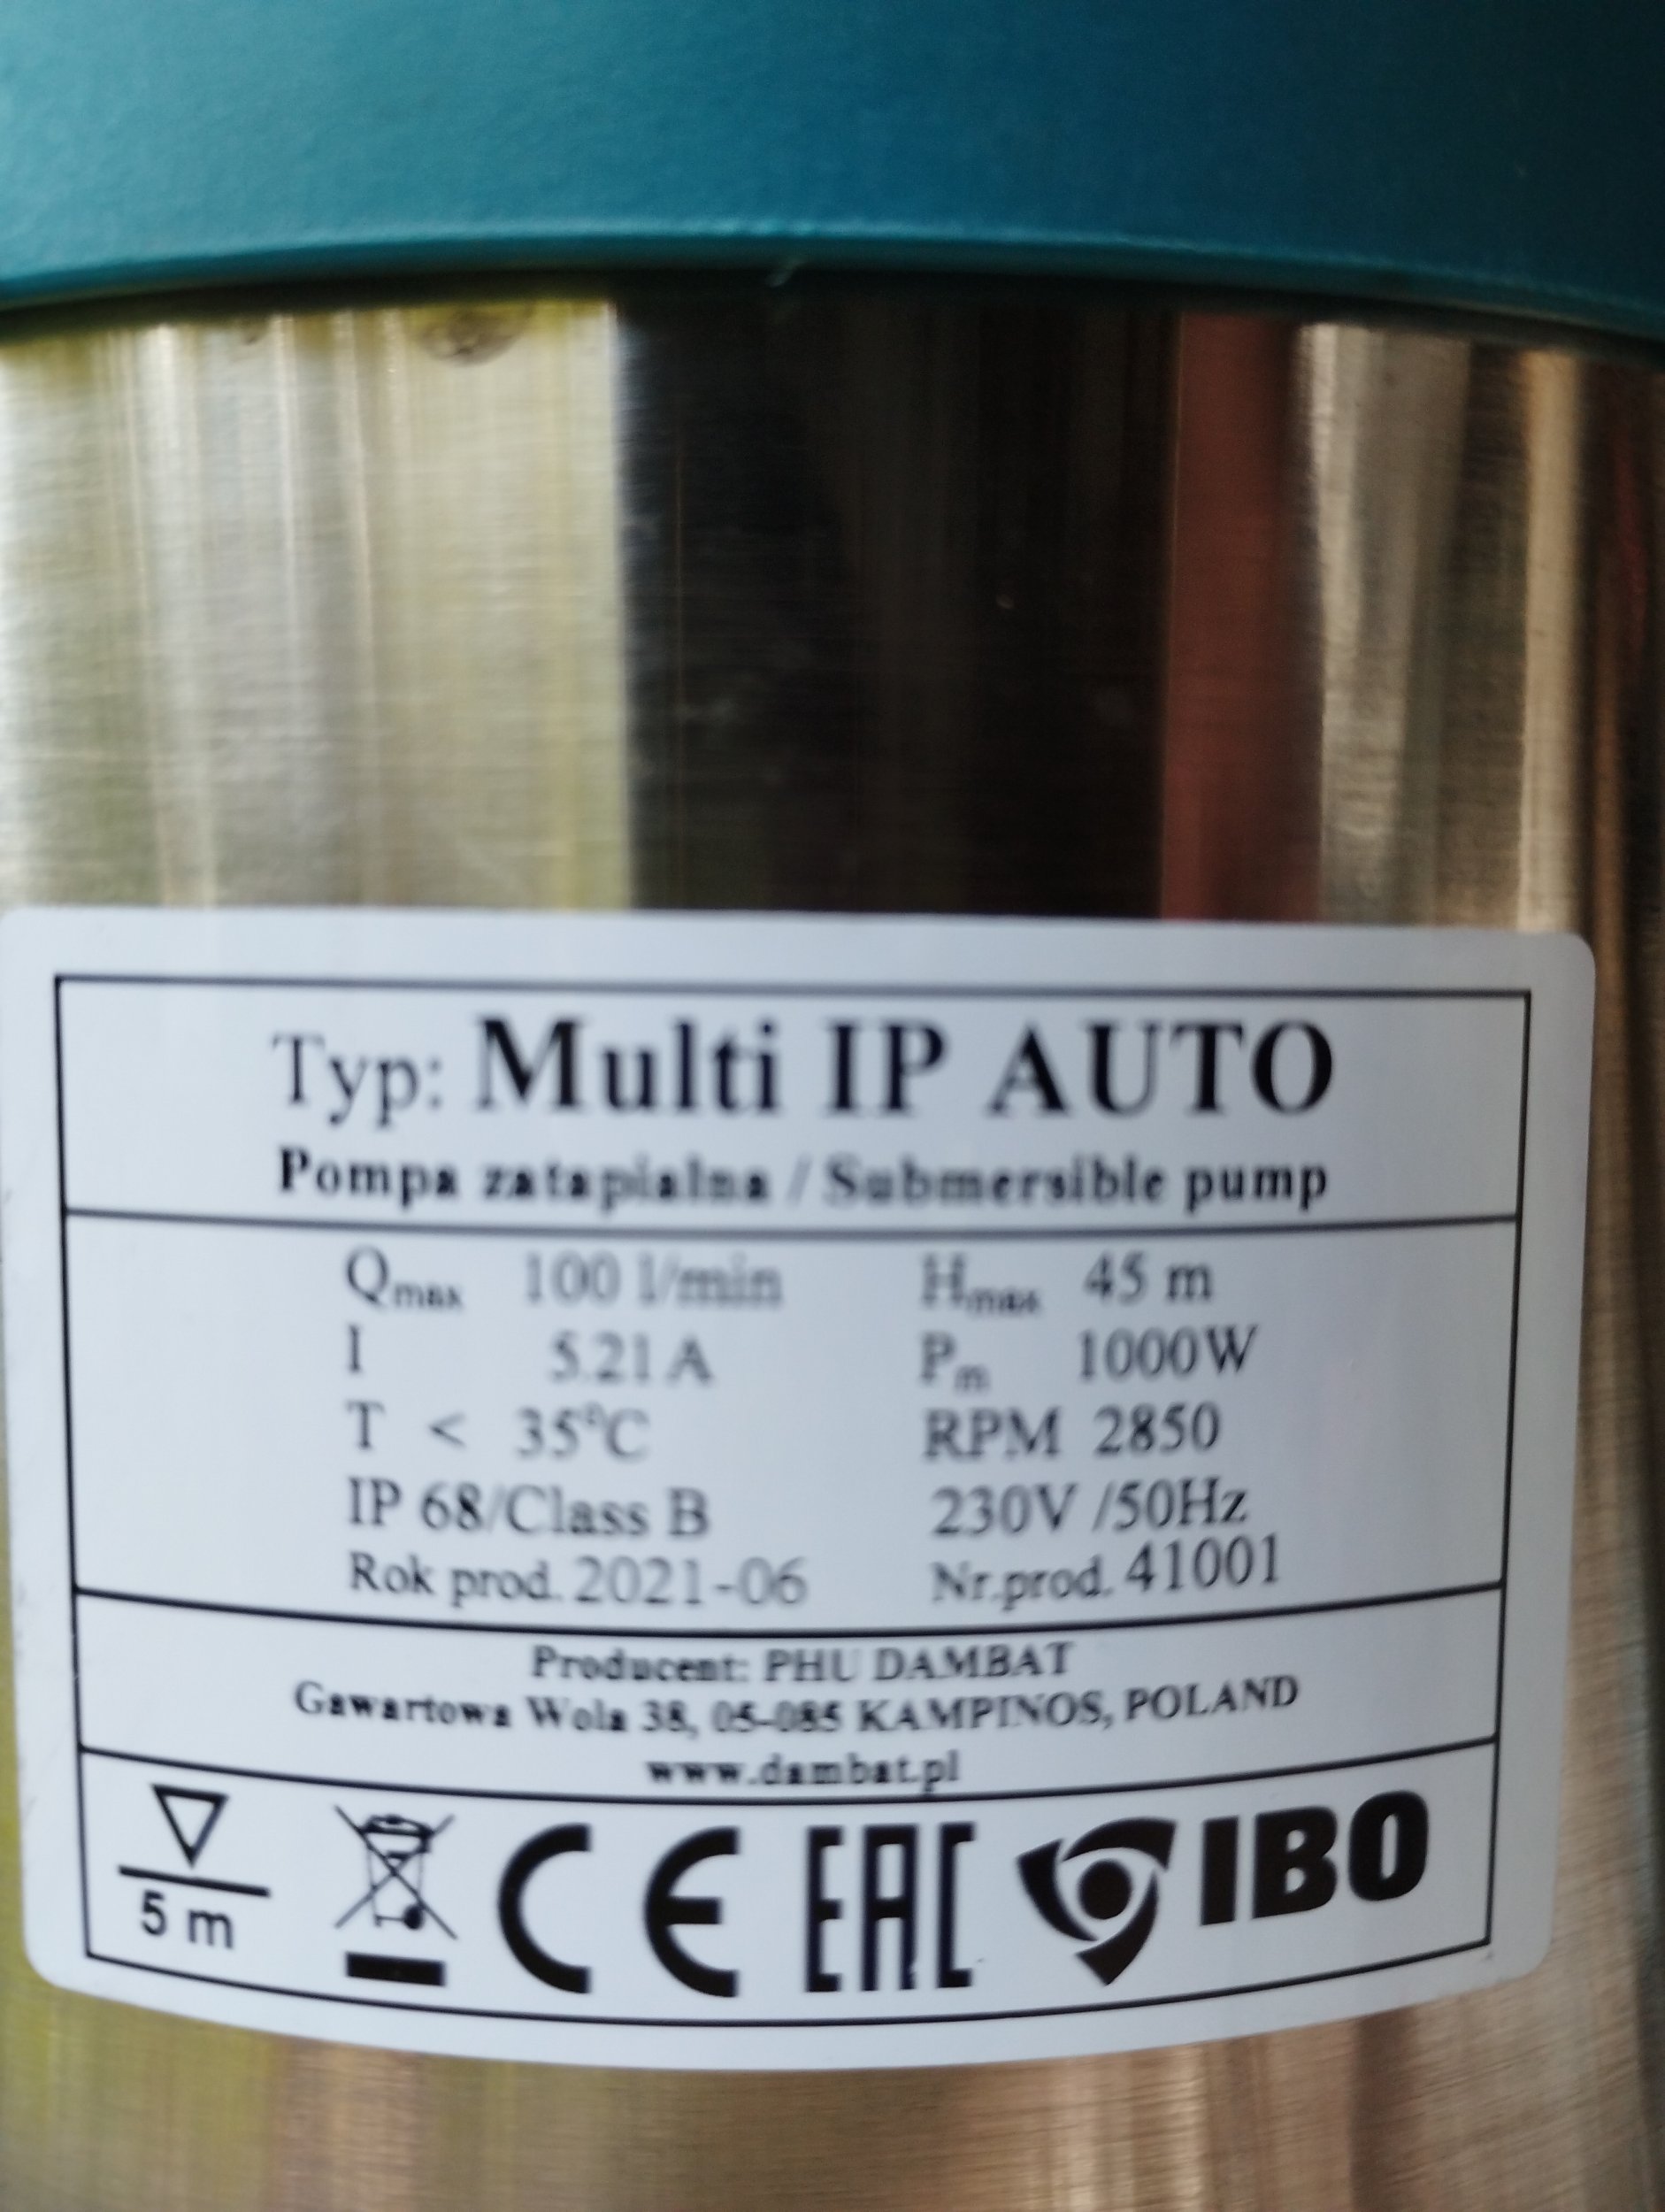 Typ: Multi IP AUTO
Pompa zatapialna / Submersible pump
Qmax 100 l/min Hmax 45 m
I 5.21 A Pm 1000W
T < 35°C RPM 2850
IP 68/Class B 230V /50Hz
Rok prod. 2021-06 Nr.prod. 41001
Producent: PHU DAMBAT
Gawartowa Wola 38, 05-085 KAMPINOS, POLAND
www.dambat.pl
5 m CE EAC IBO